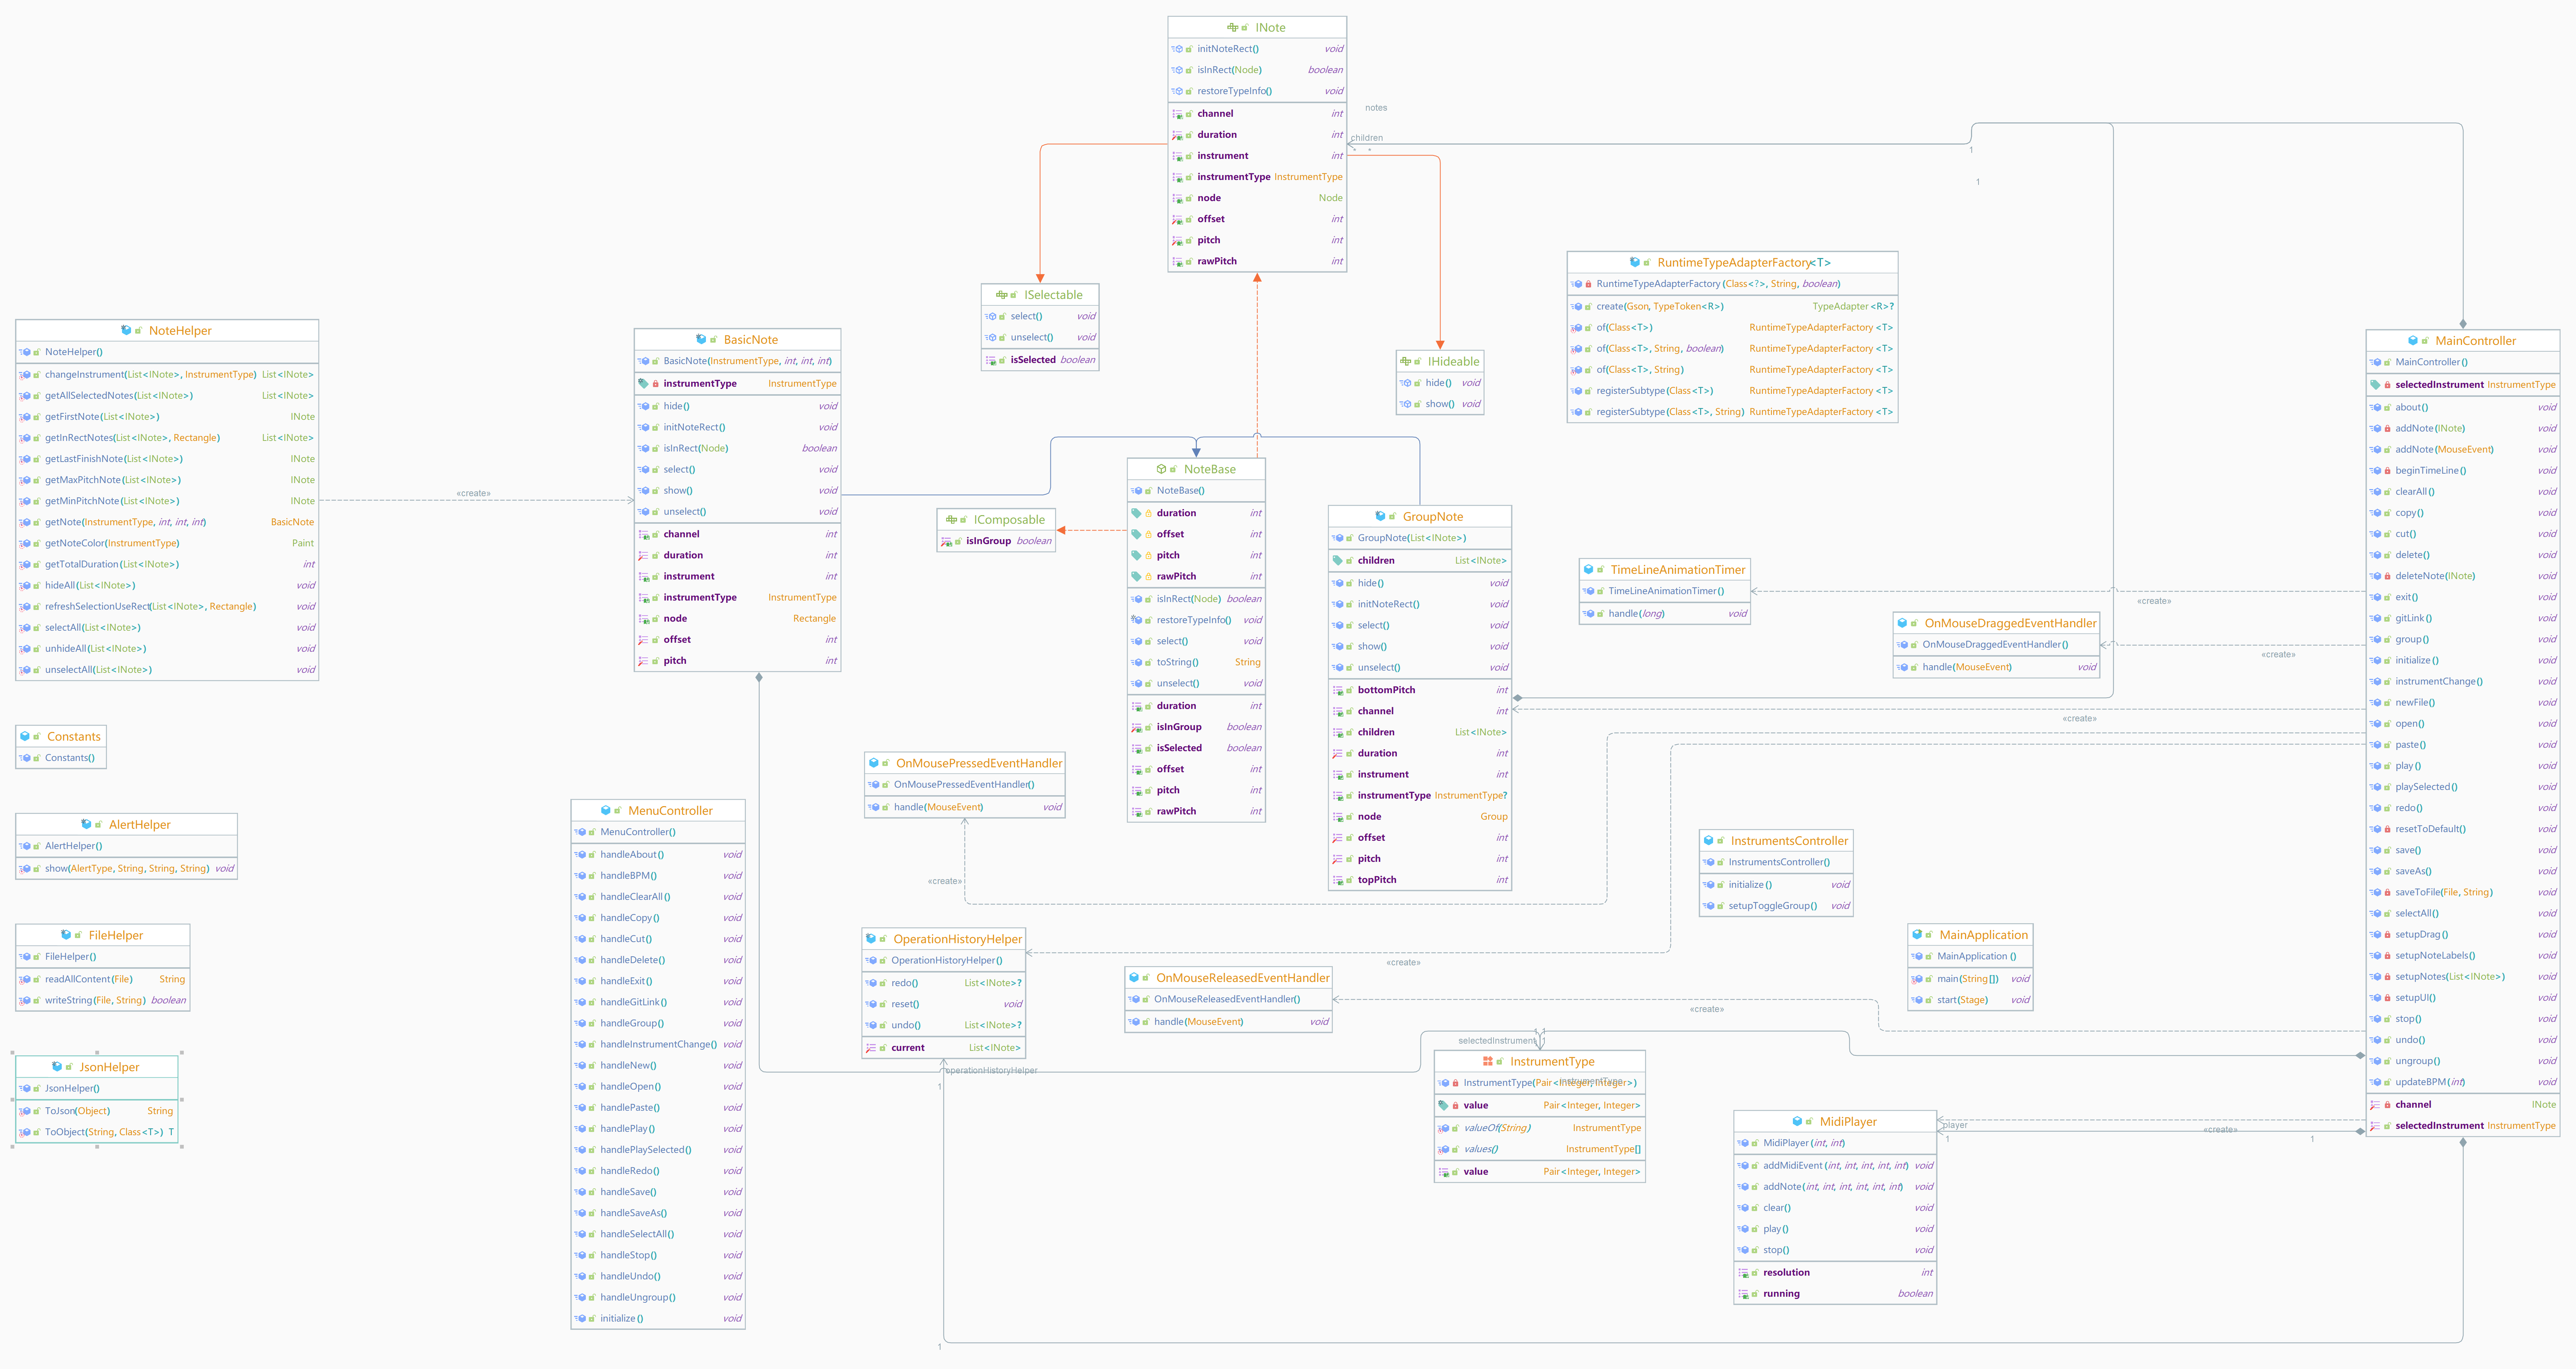 INote
initNoteRect() void
isInRect(Node) boolean
restoreTypeInfo() void
channel int
duration int
instrument int
instrumentType InstrumentType
node Node
offset int
pitch int
rawPitch int
notes
children
* *
1
1
ISelectable
select() void
unselect() void
isSelected boolean
IHideable
hide() void
show() void
RuntimeTypeAdapterFactory<T>
RuntimeTypeAdapterFactory(Class<?>, String, boolean)
create(Gson, TypeToken<R>) TypeAdapter<R>?
of(Class<T>) RuntimeTypeAdapterFactory<T>
of(Class<T>, String, boolean) RuntimeTypeAdapterFactory<T>
of(Class<T>, String) RuntimeTypeAdapterFactory<T>
registerSubtype(Class<T>) RuntimeTypeAdapterFactory<T>
registerSubtype(Class<T>, String) RuntimeTypeAdapterFactory<T>
NoteHelper
NoteHelper()
changeInstrument(List<INote>, InstrumentType) List<INote>
getAllSelectedNotes(List<INote>) List<INote>
getFirstNote(List<INote>) INote
getInRectNotes(List<INote>, Rectangle) List<INote>
getLastFinishNote(List<INote>) INote
getMaxPitchNote(List<INote>) INote
getMinPitchNote(List<INote>) INote
getNote(InstrumentType, int, int, int) BasicNote
getNoteColor(InstrumentType) Paint
getTotalDuration(List<INote>) int
hideAll(List<INote>) void
refreshSelectionUseRect(List<INote>, Rectangle) void
selectAll(List<INote>) void
unhideAll(List<INote>) void
unselectAll(List<INote>) void
«create»
BasicNote
BasicNote(InstrumentType, int, int, int)
instrumentType InstrumentType
hide() void
initNoteRect() void
isInRect(Node) boolean
select() void
show() void
unselect() void
channel int
duration int
instrument int
instrumentType InstrumentType
node Rectangle
offset int
pitch int
IComposable
isInGroup boolean
NoteBase
NoteBase()
duration int
offset int
pitch int
rawPitch int
isInRect(Node) boolean
restoreTypeInfo() void
select() void
toString() String
unselect() void
duration int
isInGroup boolean
isSelected boolean
offset int
pitch int
rawPitch int
GroupNote
GroupNote(List<INote>)
children List<INote>
hide() void
initNoteRect() void
select() void
show() void
unselect() void
bottomPitch int
channel int
children List<INote>
duration int
instrument int
instrumentType InstrumentType?
node Group
offset int
pitch int
topPitch int
TimeLineAnimationTimer
TimeLineAnimationTimer()
handle(long) void
«create»
OnMouseDraggedEventHandler
OnMouseDraggedEventHandler()
handle(MouseEvent) void
«create»
«create»
MainController
MainController()
selectedInstrument InstrumentType
about() void
addNote(INote) void
addNote(MouseEvent) void
beginTimeLine() void
clearAll() void
copy() void
cut() void
delete() void
deleteNote(INote) void
exit() void
gitLink() void
group() void
initialize() void
instrumentChange() void
newFile() void
open() void
paste() void
play() void
playSelected() void
redo() void
resetToDefault() void
save() void
saveAs() void
saveToFile(File, String) void
selectAll() void
setupDrag() void
setupNoteLabels() void
setupNotes(List<INote>) void
setupUI() void
stop() void
undo() void
ungroup() void
updateBPM(int) void
channel INote
selectedInstrument InstrumentType
Constants
Constants()
AlertHelper
AlertHelper()
show(AlertType, String, String, String) void
FileHelper
FileHelper()
readAllContent(File) String
writeString(File, String) boolean
JsonHelper
JsonHelper()
ToJson(Object) String
ToObject(String, Class<T>) T
MenuController
MenuController()
handleAbout() void
handleBPM() void
handleClearAll() void
handleCopy() void
handleCut() void
handleDelete() void
handleExit() void
handleGitLink() void
handleGroup() void
handleInstrumentChange() void
handleNew() void
handleOpen() void
handlePaste() void
handlePlay() void
handlePlaySelected() void
handleRedo() void
handleSave() void
handleSaveAs() void
handleSelectAll() void
handleStop() void
handleUndo() void
handleUngroup() void
initialize() void
OnMousePressedEventHandler
OnMousePressedEventHandler()
handle(MouseEvent) void
«create»
OperationHistoryHelper
OperationHistoryHelper()
redo() List<INote>?
reset() void
undo() List<INote>?
current List<INote>
operationHistoryHelper
1
1
«create»
OnMouseReleasedEventHandler
OnMouseReleasedEventHandler()
handle(MouseEvent) void
«create»
InstrumentsController
InstrumentsController()
initialize() void
setupToggleGroup() void
MainApplication
MainApplication()
main(String[]) void
start(Stage) void
1 1
selectedInstrument 1
InstrumentType
InstrumentType(Pair<Integer, Integer>)
instrumentType
value Pair<Integer, Integer>
valueOf(String) InstrumentType
values() InstrumentType[]
value Pair<Integer, Integer>
MidiPlayer
MidiPlayer(int, int)
addMidiEvent(int, int, int, int, int) void
addNote(int, int, int, int, int, int) void
clear() void
play() void
stop() void
resolution int
running boolean
player
1
«create»
1